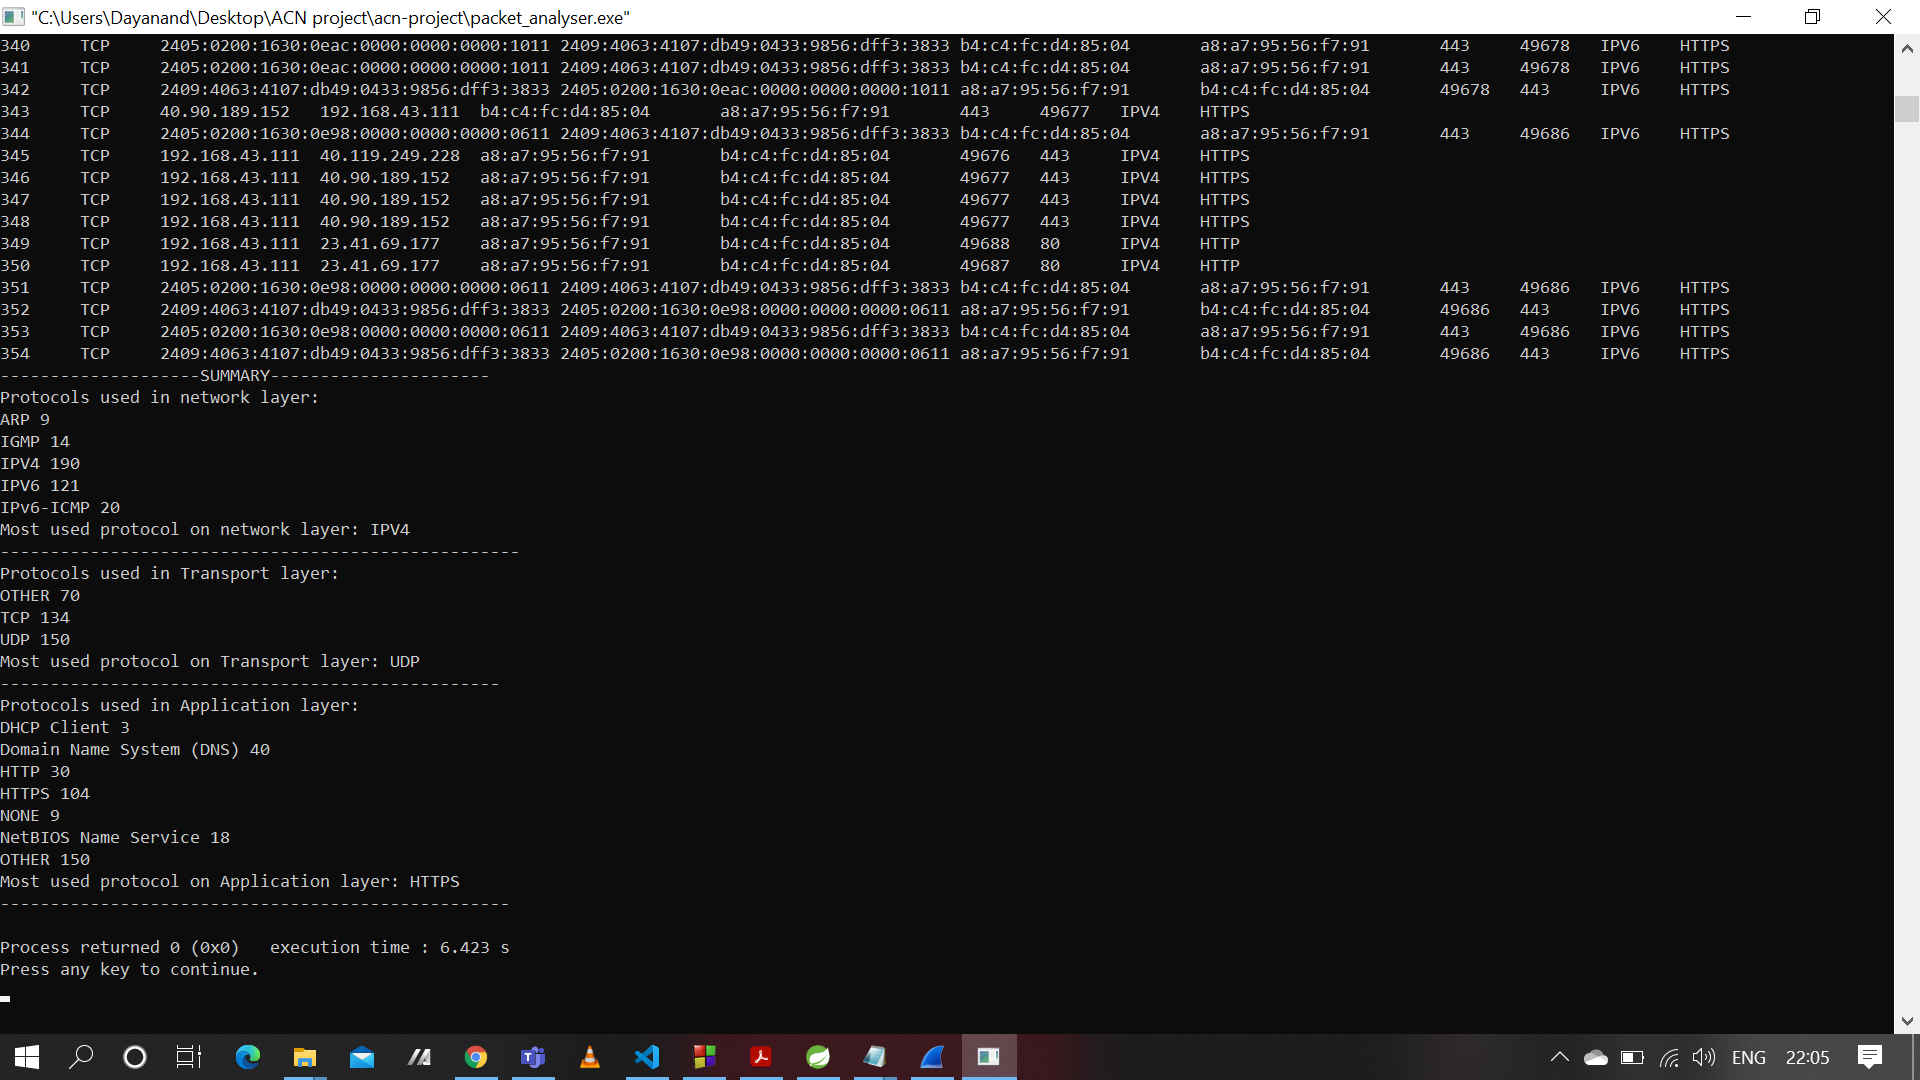 "C:\Users\Dayanand\Desktop\ACN project\acn-project\packet_analyser.exe"
340 TCP 2405:0200:1630:0eac:0000:0000:0000:1011 2409:4063:4107:db49:0433:9856:dff3:3833 b4:c4:fc:d4:85:04 a8:a7:95:56:f7:91 443 49678 IPV6 HTTPS
341 TCP 2405:0200:1630:0eac:0000:0000:0000:1011 2409:4063:4107:db49:0433:9856:dff3:3833 b4:c4:fc:d4:85:04 a8:a7:95:56:f7:91 443 49678 IPV6 HTTPS
342 TCP 2409:4063:4107:db49:0433:9856:dff3:3833 2405:0200:1630:0eac:0000:0000:0000:1011 a8:a7:95:56:f7:91 b4:c4:fc:d4:85:04 49678 443 IPV6 HTTPS
343 TCP 40.90.189.152 192.168.43.111 b4:c4:fc:d4:85:04 a8:a7:95:56:f7:91 443 49677 IPV4 HTTPS
344 TCP 2405:0200:1630:0e98:0000:0000:0000:0611 2409:4063:4107:db49:0433:9856:dff3:3833 b4:c4:fc:d4:85:04 a8:a7:95:56:f7:91 443 49686 IPV6 HTTPS
345 TCP 192.168.43.111 40.119.249.228 a8:a7:95:56:f7:91 b4:c4:fc:d4:85:04 49676 443 IPV4 HTTPS
346 TCP 192.168.43.111 40.90.189.152 a8:a7:95:56:f7:91 b4:c4:fc:d4:85:04 49677 443 IPV4 HTTPS
347 TCP 192.168.43.111 40.90.189.152 a8:a7:95:56:f7:91 b4:c4:fc:d4:85:04 49677 443 IPV4 HTTPS
348 TCP 192.168.43.111 40.90.189.152 a8:a7:95:56:f7:91 b4:c4:fc:d4:85:04 49677 443 IPV4 HTTPS
349 TCP 192.168.43.111 23.41.69.177 a8:a7:95:56:f7:91 b4:c4:fc:d4:85:04 49688 80 IPV4 HTTP
350 TCP 192.168.43.111 23.41.69.177 a8:a7:95:56:f7:91 b4:c4:fc:d4:85:04 49687 80 IPV4 HTTP
351 TCP 2405:0200:1630:0e98:0000:0000:0000:0611 2409:4063:4107:db49:0433:9856:dff3:3833 b4:c4:fc:d4:85:04 a8:a7:95:56:f7:91 443 49686 IPV6 HTTPS
352 TCP 2409:4063:4107:db49:0433:9856:dff3:3833 2405:0200:1630:0e98:0000:0000:0000:0611 a8:a7:95:56:f7:91 b4:c4:fc:d4:85:04 49686 443 IPV6 HTTPS
353 TCP 2405:0200:1630:0e98:0000:0000:0000:0611 2409:4063:4107:db49:0433:9856:dff3:3833 b4:c4:fc:d4:85:04 a8:a7:95:56:f7:91 443 49686 IPV6 HTTPS
354 TCP 2409:4063:4107:db49:0433:9856:dff3:3833 2405:0200:1630:0e98:0000:0000:0000:0611 a8:a7:95:56:f7:91 b4:c4:fc:d4:85:04 49686 443 IPV6 HTTPS
--------------------SUMMARY----------------------
Protocols used in network layer:
ARP 9
IGMP 14
IPV4 190
IPV6 121
IPv6-ICMP 20
Most used protocol on network layer: IPV4
----------------------------------------------------
Protocols used in Transport layer:
OTHER 70
TCP 134
UDP 150
Most used protocol on Transport layer: UDP
--------------------------------------------------
Protocols used in Application layer:
DHCP Client 3
Domain Name System (DNS) 40
HTTP 30
HTTPS 104
NONE 9
NetBIOS Name Service 18
OTHER 150
Most used protocol on Application layer: HTTPS
---------------------------------------------------
Process returned 0 (0x0)   execution time : 6.423 s
Press any key to continue.
ENG 22:05